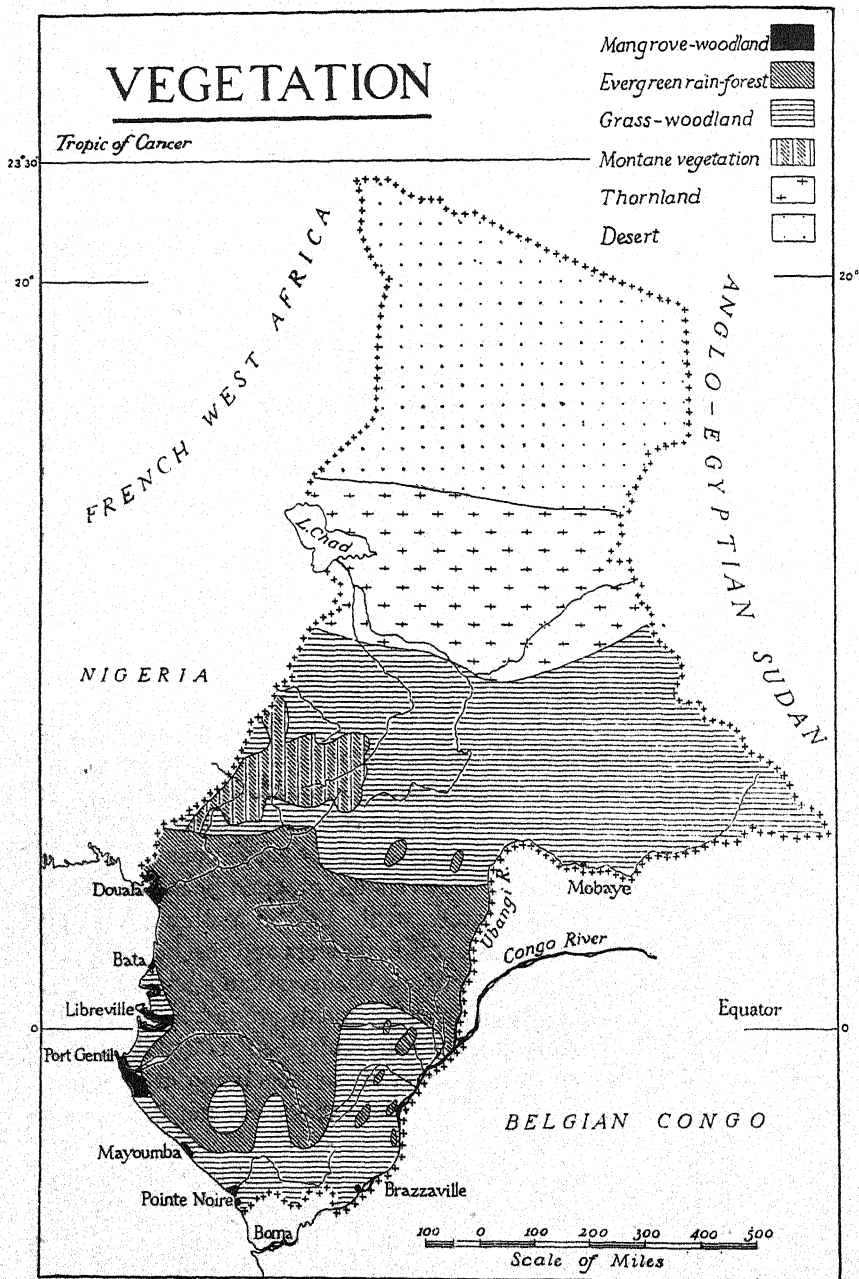 VEGETATION
Mangrove-woodland
Evergreen rain-forest
Grass-woodland
Montane vegetation
Thornland
Desert
Tropic of Cancer
23°30
20°
20°
FRENCH WEST AFRICA
ANGLO-EGYPTIAN SUDAN
L. Chad
NIGERIA
Douala
Mobaye
Ubangi R.
Bata
Congo River
Libreville
Equator
0
0
Port Gentil
BELGIAN CONGO
Mayoumba
Pointe Noire
Brazzaville
Boma
100 0 100 200 300 400 500
Scale of Miles